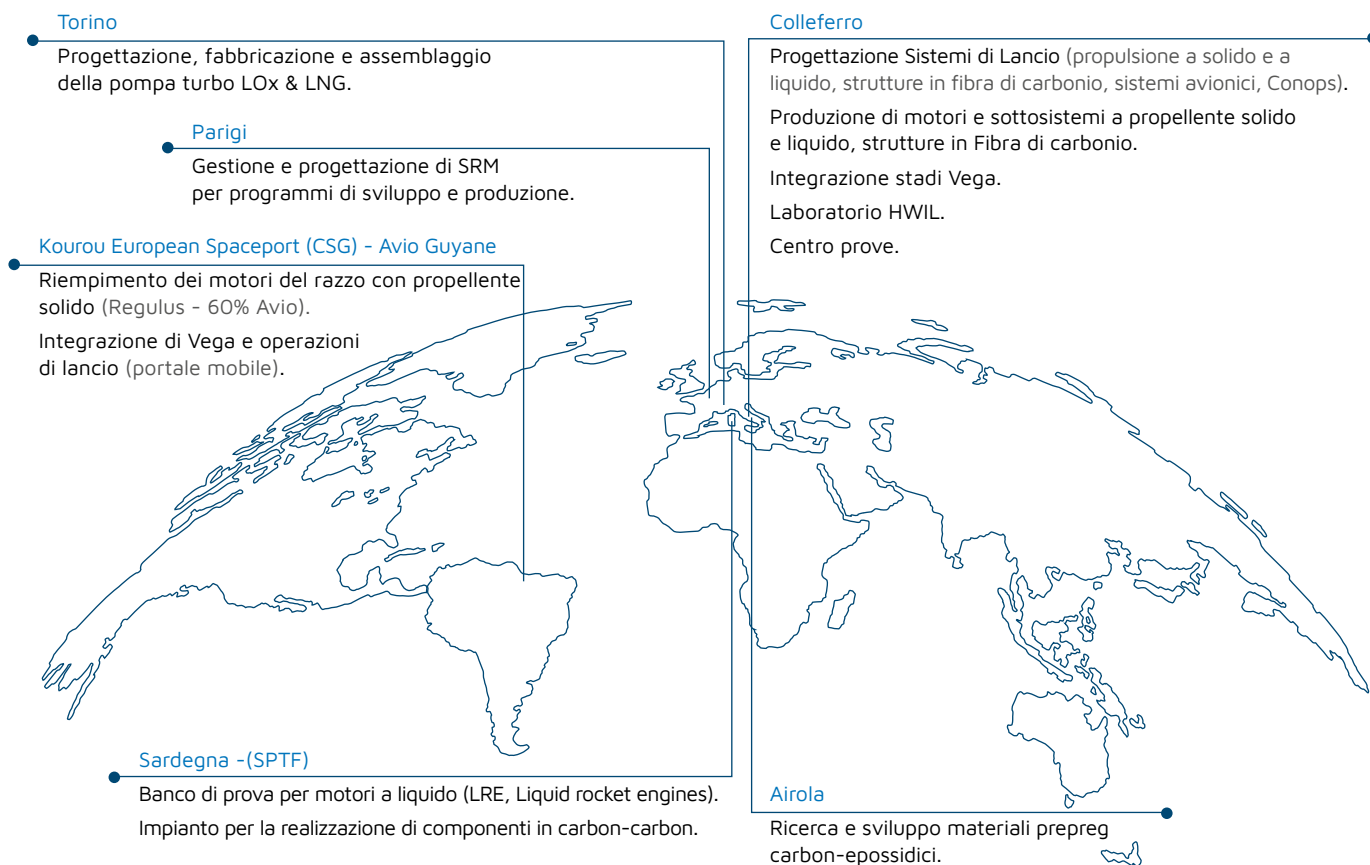 Torino
Progettazione, fabbricazione e assemblaggio
della pompa turbo LOx & LNG.
Parigi
Gestione e progettazione di SRM
per programmi di sviluppo e produzione.
Kourou European Spaceport (CSG) - Avio Guyane
Riempimento dei motori del razzo con propellente
solido (Regulus - 60% Avio).
Integrazione di Vega e operazioni
di lancio (portale mobile).
Colleferro
Progettazione Sistemi di Lancio (propulsione a solido e a
liquido, strutture in fibra di carbonio, sistemi avionici, Conops).
Produzione di motori e sottosistemi a propellente solido
e liquido, strutture in Fibra di carbonio.
Integrazione stadi Vega.
Laboratorio HWIL.
Centro prove.
Sardegna -(SPTF)
Banco di prova per motori a liquido (LRE, Liquid rocket engines).
Impianto per la realizzazione di componenti in carbon-carbon.
Airola
Ricerca e sviluppo materiali prepreg
carbon-epossidici.